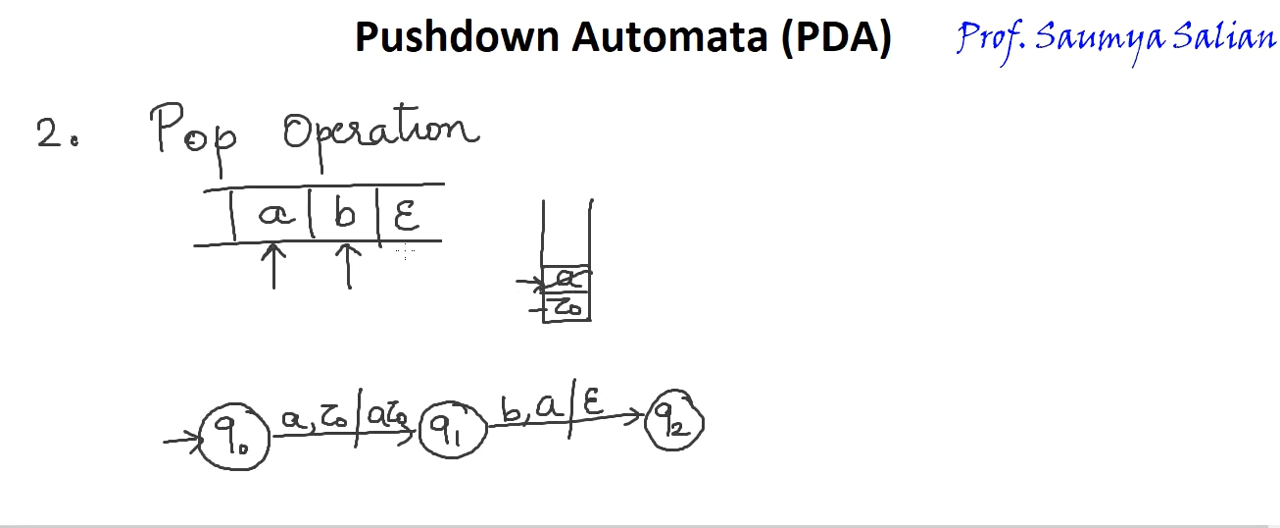 Pushdown Automata (PDA) Prof. Saumya Salian
2. Pop Operation
a b ε
a
z₀
q₀ a, z₀/az₀ q₁ b, a/ε q₂